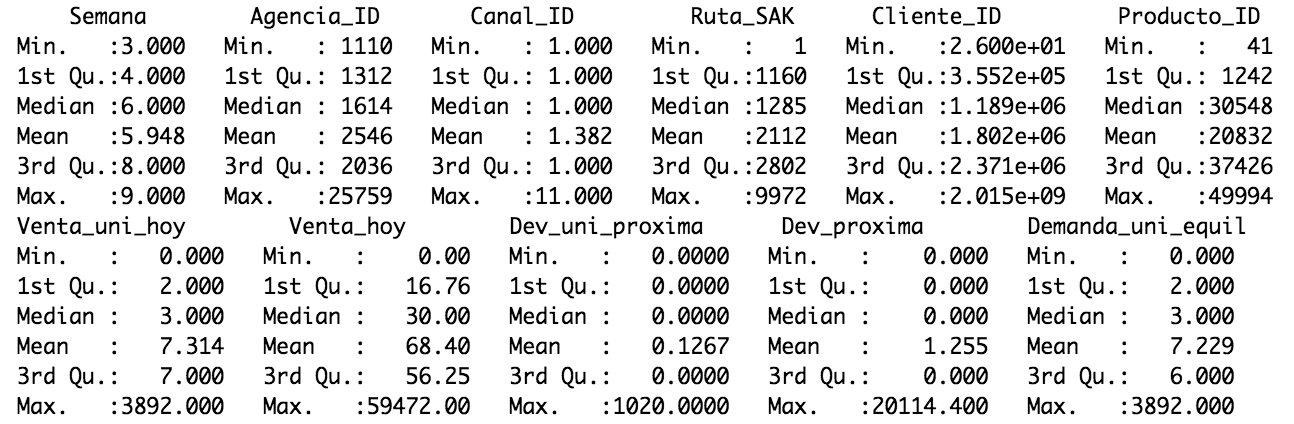 Semana        Agencia_ID      Canal_ID        Ruta_SAK      Cliente_ID        Producto_ID
Min.   :3.000   Min.   : 1110   Min.   : 1.000   Min.   :   1   Min.   :2.600e+01   Min.   :   41
1st Qu.:4.000   1st Qu.: 1312   1st Qu.: 1.000   1st Qu.:1160   1st Qu.:3.552e+05   1st Qu.: 1242
Median :6.000   Median : 1614   Median : 1.000   Median :1285   Median :1.189e+06   Median :30548
Mean   :5.948   Mean   : 2546   Mean   : 1.382   Mean   :2112   Mean   :1.802e+06   Mean   :20832
3rd Qu.:8.000   3rd Qu.: 2036   3rd Qu.: 1.000   3rd Qu.:2802   3rd Qu.:2.371e+06   3rd Qu.:37426
Max.   :9.000   Max.   :25759   Max.   :11.000   Max.   :9972   Max.   :2.015e+09   Max.   :49994
Venta_uni_hoy       Venta_hoy       Dev_uni_proxima     Dev_proxima       Demanda_uni_equil
Min.   :   0.000   Min.   :    0.00   Min.   :   0.0000   Min.   :    0.000   Min.   :   0.000
1st Qu.:   2.000   1st Qu.:   16.76   1st Qu.:   0.0000   1st Qu.:    0.000   1st Qu.:   2.000
Median :   3.000   Median :   30.00   Median :   0.0000   Median :    0.000   Median :   3.000
Mean   :   7.314   Mean   :   68.40   Mean   :   0.1267   Mean   :    1.255   Mean   :   7.229
3rd Qu.:   7.000   3rd Qu.:   56.25   3rd Qu.:   0.0000   3rd Qu.:    0.000   3rd Qu.:   6.000
Max.   :3892.000   Max.   :59472.00   Max.   :1020.0000   Max.   :20114.400   Max.   :3892.000